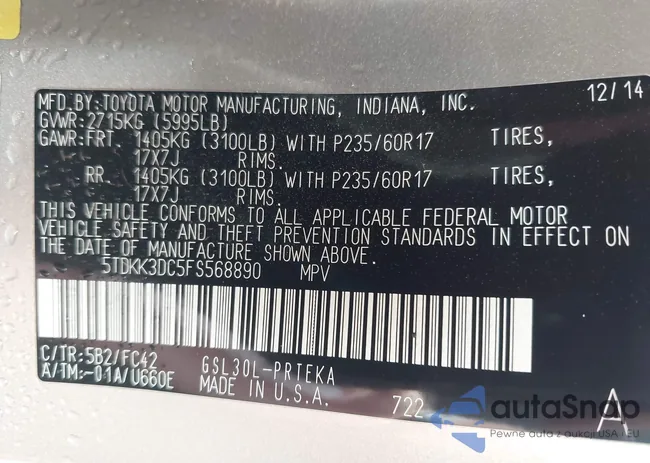 MFD.BY:TOYOTA MOTOR MANUFACTURING, INDIANA, INC. 12/14
GVWR:2715KG (5995LB)
GAWR:FRT. 1405KG (3100LB) WITH P235/60R17 TIRES,
17X7J RIMS.
RR. 1405KG (3100LB) WITH P235/60R17 TIRES,
17X7J RIMS.
THIS VEHICLE CONFORMS TO ALL APPLICABLE FEDERAL MOTOR
VEHICLE SAFETY AND THEFT PREVENTION STANDARDS IN EFFECT ON
THE DATE OF MANUFACTURE SHOWN ABOVE.
5TDKK3DC5FS568890 MPV
C/TR:5B2/FC42 GSL30L-PRTEKA
A/TM:-01A/U660E MADE IN U.S.A. 722 A
autaSnap
Pewne auta z aukcji USA i EU